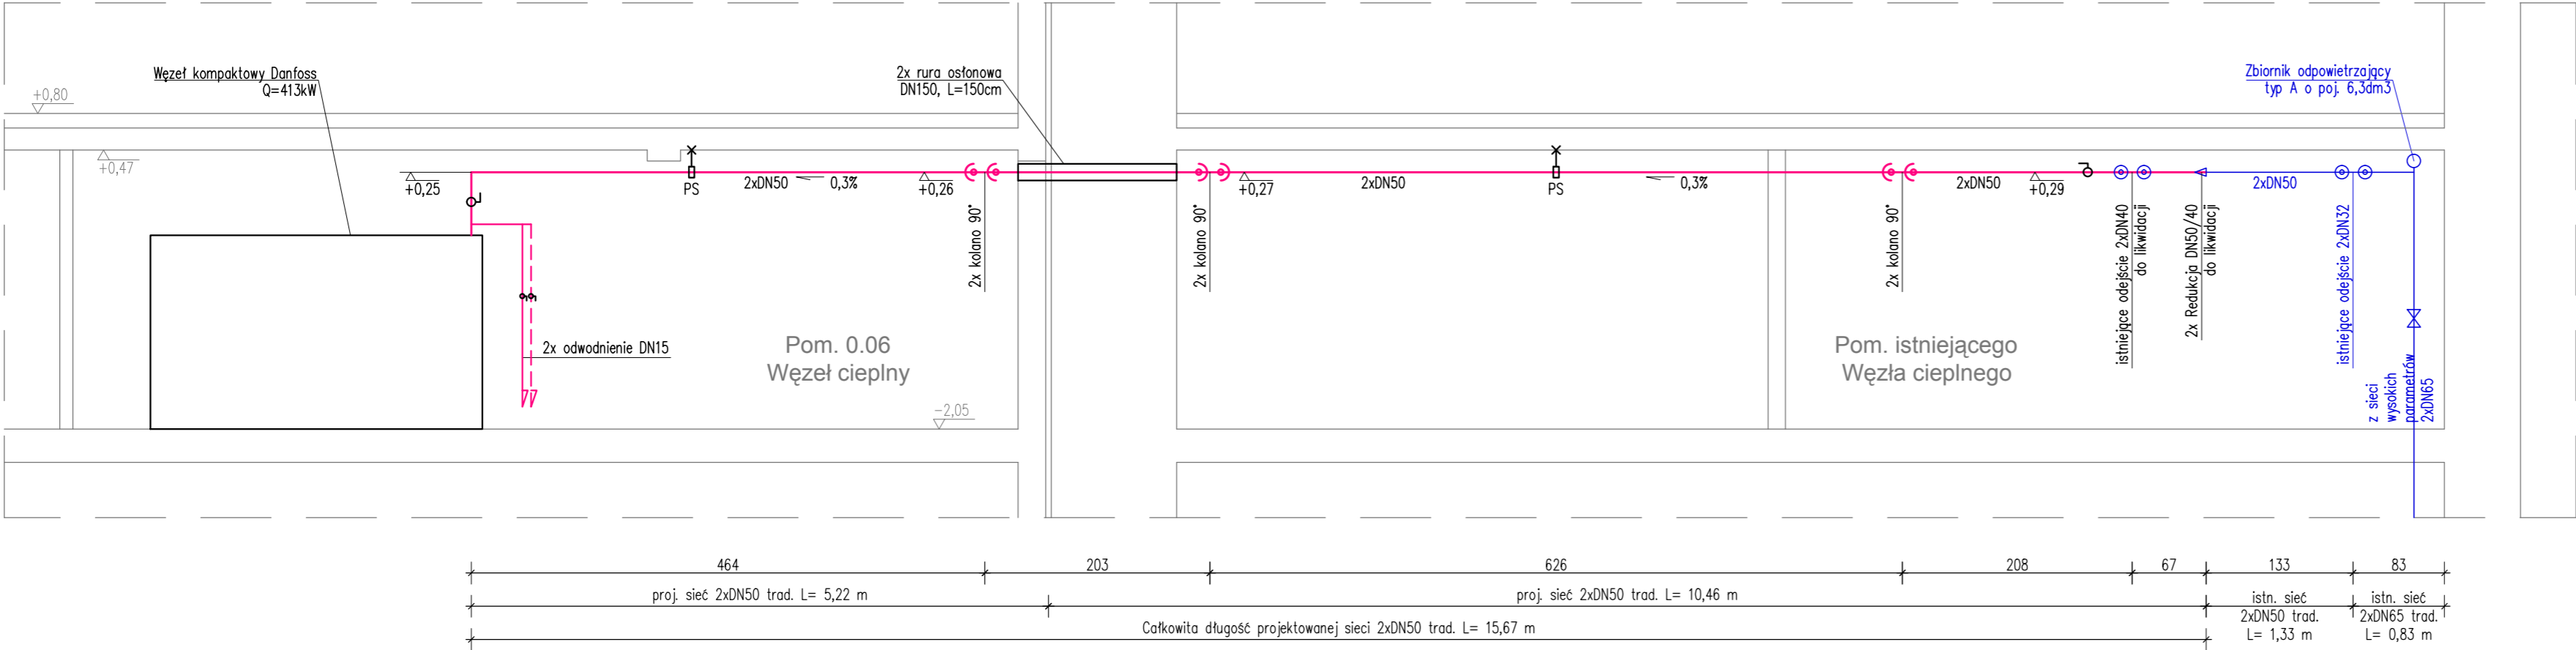 Węzeł kompaktowy Danfoss
Q=413kW
+0,80
+0,47
2x rura osłonowa
DN150, L=150cm
Zbiornik odpowietrzający
typ A o poj. 6,3dm3
+0,25
PS
2xDN50
0,3%
+0,26
+0,27
2xDN50
PS
0,3%
2xDN50
+0,29
2xDN50
2x kolano 90°
2x kolano 90°
2x kolano 90°
istniejące odejście 2xDN40
do likwidacji
2x Redukcja DN50/40
do likwidacji
istniejące odejście 2xDN32
z sieci
wysokich
parametrów
2xDN65
2x odwodnienie DN15
Pom. 0.06
Węzeł cieplny
Pom. istniejącego
Węzła cieplnego
-2,05
464
203
626
208
67
133
83
proj. sieć 2xDN50 trad. L= 5,22 m
proj. sieć 2xDN50 trad. L= 10,46 m
istn. sieć
2xDN50 trad.
L= 1,33 m
istn. sieć
2xDN65 trad.
L= 0,83 m
Całkowita długość projektowanej sieci 2xDN50 trad. L= 15,67 m